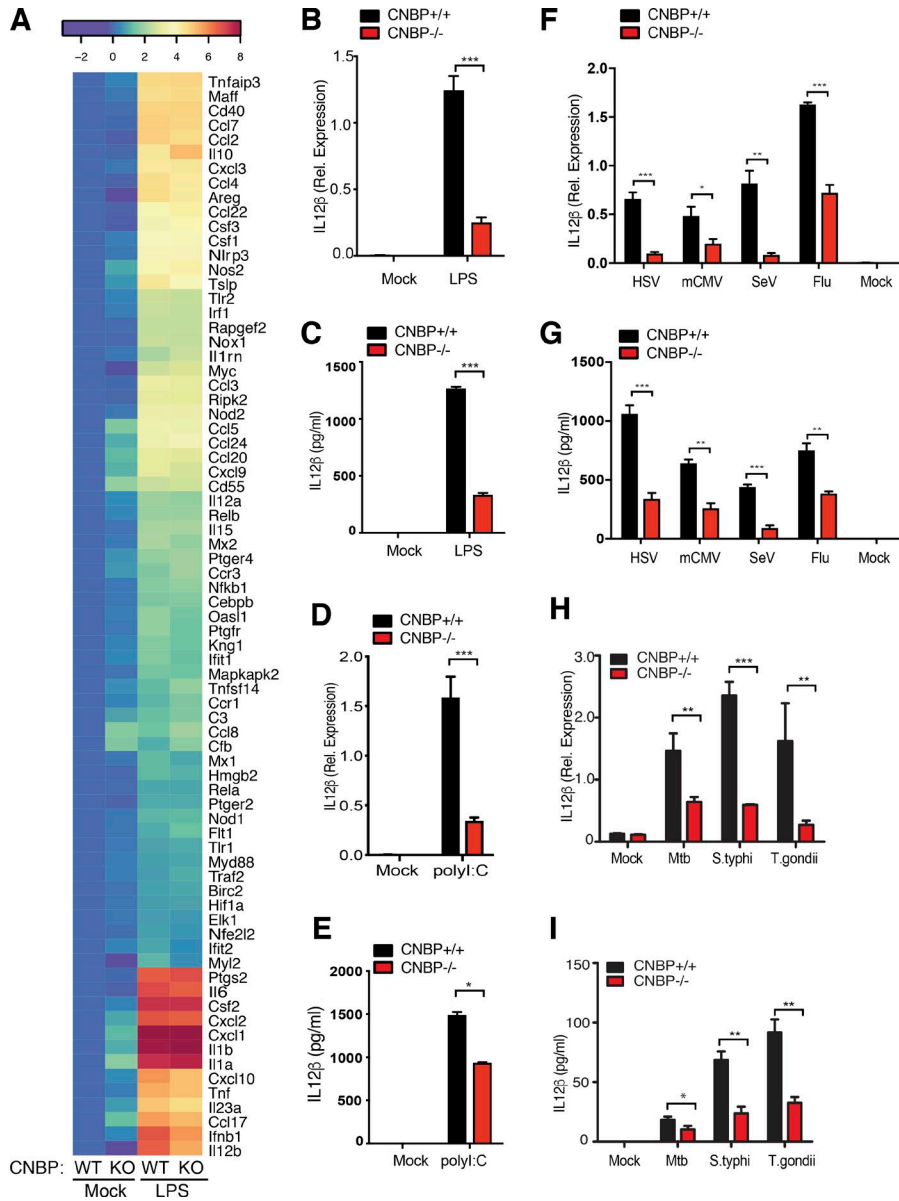 A
-2 0 2 4 6 8
Tnfaip3
Maff
Cd40
Ccl7
Ccl2
Il10
Cxcl3
Ccl4
Areg
Ccl22
Csf3
Csf1
Nlrp3
Nos2
Tslp
Tlr2
Irf1
Rapgef2
Nox1
Il1rn
Myc
Ccl3
Ripk2
Nod2
Ccl5
Ccl24
Ccl20
Cxcl9
Cd55
Il12a
Relb
Il15
Mx2
Ptger4
Ccr3
Nfkb1
Cebpb
Oasl1
Ptgfr
Kng1
Ifit1
Mapkapk2
Tnfsf14
Ccr1
C3
Ccl8
Cfb
Mx1
Hmgb2
Rela
Ptger2
Nod1
Flt1
Tlr1
Myd88
Traf2
Birc2
Hif1a
Elk1
Nfe2l2
Ifit2
Myl2
Ptgs2
Il6
Csf2
Cxcl2
Cxcl1
Il1b
Il1a
Cxcl10
Tnf
Il23a
Ccl17
Ifnb1
Il12b
CNBP: WT KO WT KO
Mock LPS
B
CNBP+/+
CNBP-/-
IL12β (Rel. Expression)
1.5
1.0
0.5
0.0
***
Mock LPS
C
CNBP+/+
CNBP-/-
IL12β (pg/ml)
1500
1000
500
0
***
Mock LPS
D
CNBP+/+
CNBP-/-
IL12β (Rel. Expression)
2.0
1.5
1.0
0.5
0.0
***
Mock polyI:C
E
CNBP+/+
CNBP-/-
IL12β (pg/ml)
2000
1500
1000
500
0
*
Mock polyI:C
F
CNBP+/+
CNBP-/-
IL12β (Rel. Expression)
2.0
1.5
1.0
0.5
0.0
*** * ** ***
HSV mCMV SeV Flu Mock
G
CNBP+/+
CNBP-/-
IL12β (pg/ml)
1500
1000
500
0
*** ** *** **
HSV mCMV SeV Flu Mock
H
CNBP+/+
CNBP-/-
IL12β (Rel. Expression)
3.0
2.0
1.0
0.0
** *** **
Mock Mtb S.typhi T.gondii
I
CNBP+/+
CNBP-/-
IL12β (pg/ml)
150
100
50
0
* ** **
Mock Mtb S.typhi T.gondii